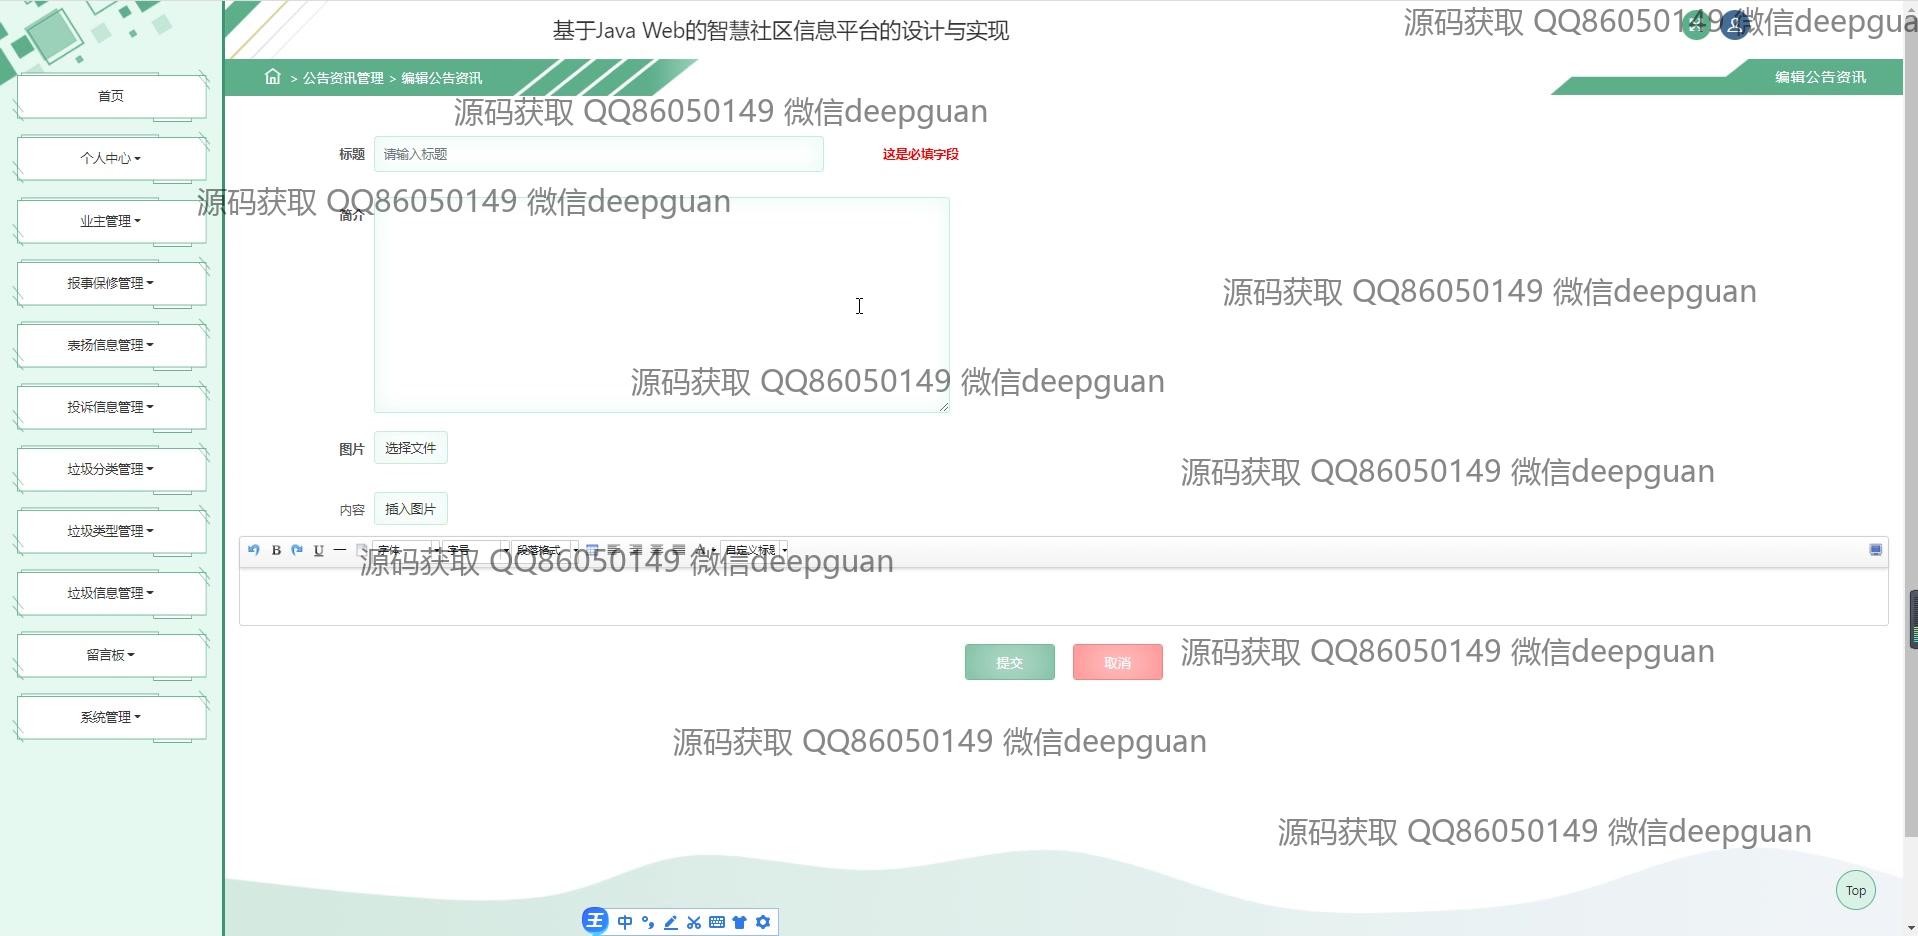 基于Java Web的智慧社区信息平台的设计与实现
源码获取 QQ86050149 微信deepgua
> 公告资讯管理 > 编辑公告资讯
编辑公告资讯
源码获取 QQ86050149 微信deepguan
首页
个人中心
业主管理
报事保修管理
表扬信息管理
投诉信息管理
垃圾分类管理
垃圾类型管理
垃圾信息管理
留言板
系统管理
标题 请输入标题 这是必填字段
源码获取 QQ86050149 微信deepguan
简介
源码获取 QQ86050149 微信deepguan
源码获取 QQ86050149 微信deepguan
图片 选择文件
源码获取 QQ86050149 微信deepguan
内容 插入图片
B U 字体 字号 段落格式 A 自定义标题
源码获取 QQ86050149 微信deepguan
提交 取消
源码获取 QQ86050149 微信deepguan
源码获取 QQ86050149 微信deepguan
源码获取 QQ86050149 微信deepguan
Top
王 中